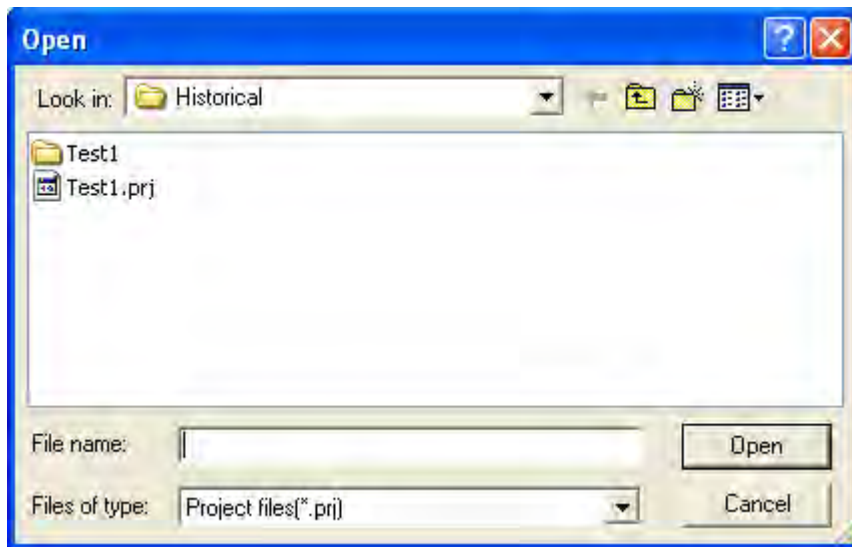 Open
Look in: Historical
Test1
Test1.prj
File name: Open
Files of type: Project files(*.prj) Cancel